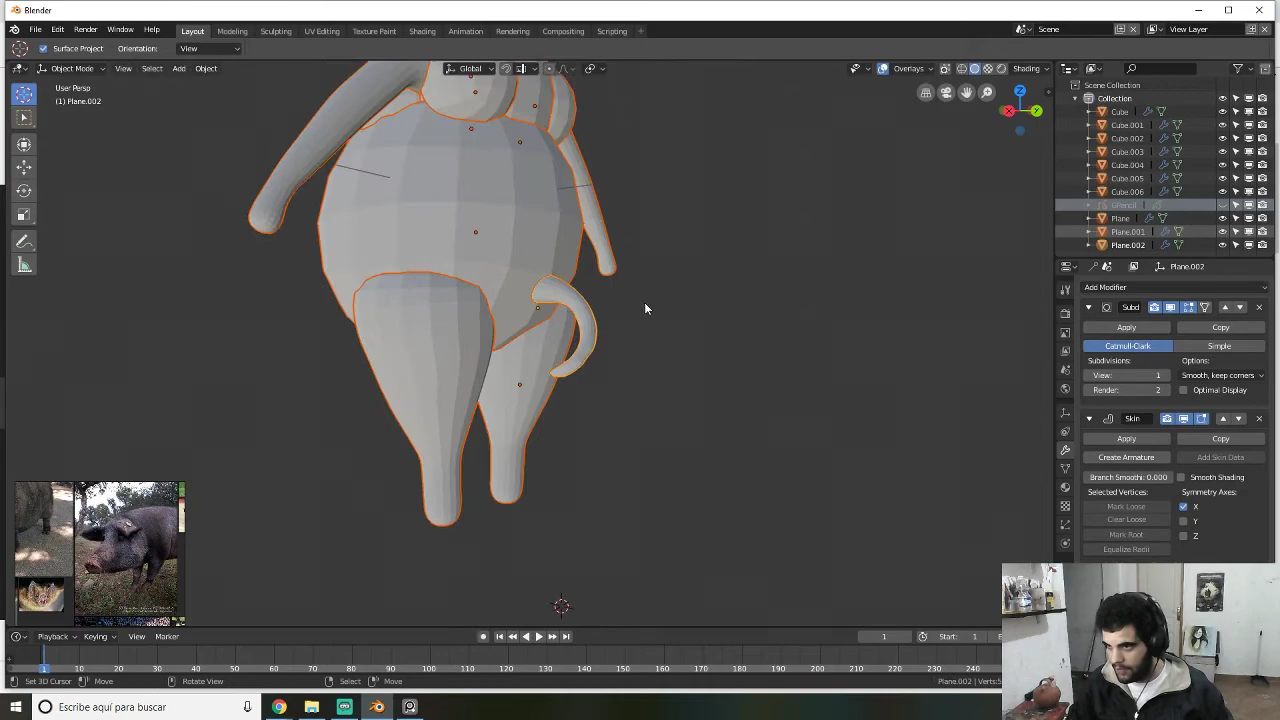 Blender
File Edit Render Window Help
Layout Modeling Sculpting UV Editing Texture Paint Shading Animation Rendering Compositing Scripting +
Scene
View Layer
Surface Project Orientation: View
Object Mode View Select Add Object
Global
Overlays
Shading
User Persp
(1) Plane.002
Z
X
Y
Scene Collection
Collection
Cube
Cube.001
Cube.002
Cube.003
Cube.004
Cube.005
Cube.006
GPencil
Plane
Plane.001
Plane.002
Plane.002
Add Modifier
Subd
Apply Copy
Catmull-Clark Simple
Subdivisions: Options:
View: 1 Smooth, keep corners
Render: 2 Optimal Display
Skin
Apply Copy
Create Armature Add Skin Data
Branch Smoothi: 0.000 Smooth Shading
Selected Vertices: Symmetry Axes:
Mark Loose X
Clear Loose Y
Mark Root Z
Equalize Radii
Playback Keying View Marker
1
Start: 1
1 10 20 30 40 50 60 70 80 90 100 110 120 130 140 150 160 170 180 190 200 210 220 230 240 250
Set 3D Cursor Move Rotate View Select Move
Plane.002 | Verts:5
Escribe aquí para buscar